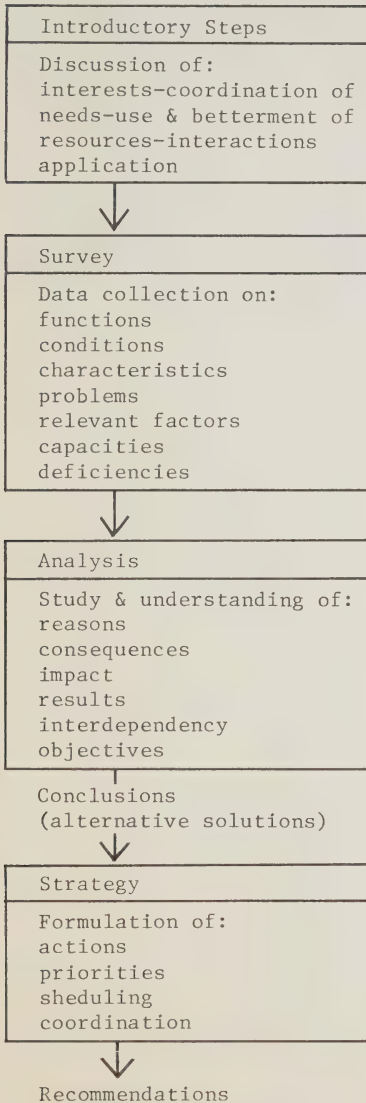 Introductory Steps
Discussion of:
interests-coordination of
needs-use & betterment of
resources-interactions
application
Survey
Data collection on:
functions
conditions
characteristics
problems
relevant factors
capacities
deficiencies
Analysis
Study & understanding of:
reasons
consequences
impact
results
interdependency
objectives
Conclusions
(alternative solutions)
Strategy
Formulation of:
actions
priorities
sheduling
coordination
Recommendations